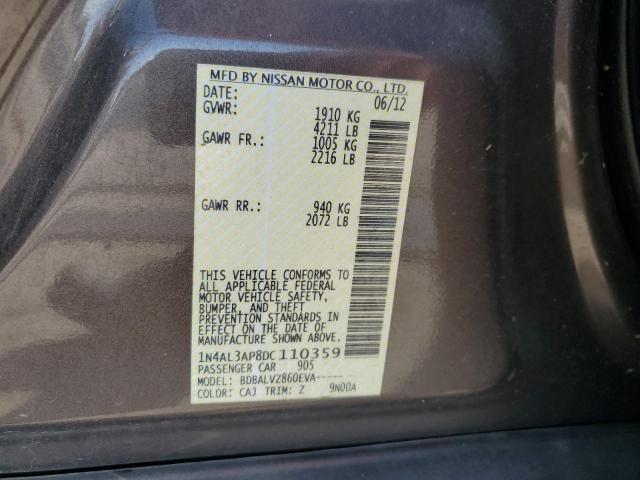 MFD BY NISSAN MOTOR CO., LTD.
DATE: 06/12
GVWR: 1910 KG
4211 LB
GAWR FR.: 1005 KG
2216 LB
GAWR RR.: 940 KG
2072 LB
THIS VEHICLE CONFORMS TO
ALL APPLICABLE FEDERAL
MOTOR VEHICLE SAFETY,
BUMPER, AND THEFT
PREVENTION STANDARDS IN
EFFECT ON THE DATE OF
MANUFACTURE SHOWN ABOVE.
1N4AL3AP8DC110359
PASSENGER CAR 905
MODEL: BDBALVZ860EVA-----
COLOR: CAJ TRIM: Z 9N00A